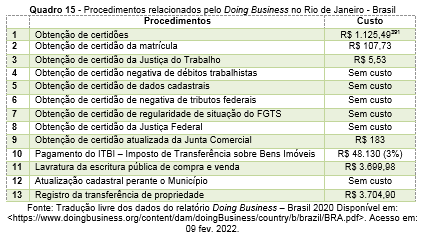 Quadro 15 - Procedimentos relacionados pelo Doing Business no Rio de Janeiro - Brasil
Procedimentos Custo
1 Obtenção de certidões R$ 1.125,49²⁹¹
2 Obtenção de certidão da matrícula R$ 107,73
3 Obtenção de certidão da Justiça do Trabalho R$ 5,53
4 Obtenção de certidão negativa de débitos trabalhistas Sem custo
5 Obtenção de certidão de dados cadastrais Sem custo
6 Obtenção de certidão de negativa de tributos federais Sem custo
7 Obtenção de certidão de regularidade de situação do FGTS Sem custo
8 Obtenção de certidão da Justiça Federal Sem custo
9 Obtenção de certidão atualizada da Junta Comercial R$ 183
10 Pagamento do ITBI – Imposto de Transferência sobre Bens Imóveis R$ 48.130 (3%)
11 Lavratura da escritura pública de compra e venda R$ 3.699,98
12 Atualização cadastral perante o Município Sem custo
13 Registro da transferência de propriedade R$ 3.704,90
Fonte: Tradução livre dos dados do relatório Doing Business – Brasil 2020 Disponível em:
<https://www.doingbusiness.org/content/dam/doingBusiness/country/b/brazil/BRA.pdf>. Acesso em:
09 fev. 2022.